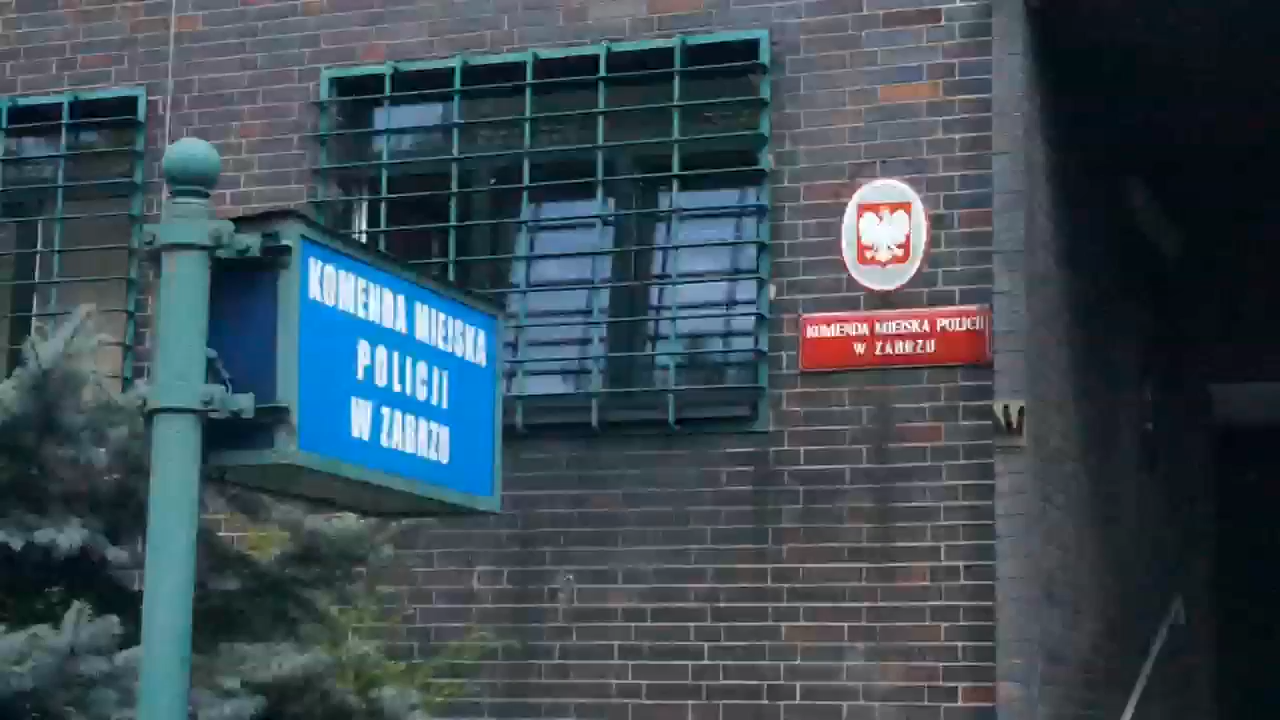 KOMENDA MIEJSKA
POLICJI
W ZABRZU
KOMENDA MIEJSKA POLICJI
W ZABRZU